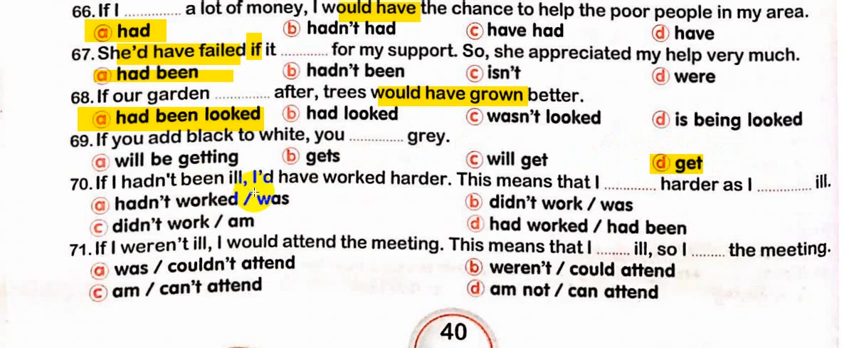 66. If I ............ a lot of money, I would have the chance to help the poor people in my area.
ⓐ had ⓑ hadn't had ⓒ have had ⓓ have
67. She'd have failed if it .......... for my support. So, she appreciated my help very much.
ⓐ had been ⓑ hadn't been ⓒ isn't ⓓ were
68. If our garden ............ after, trees would have grown better.
ⓐ had been looked ⓑ had looked ⓒ wasn't looked ⓓ is being looked
69. If you add black to white, you ............ grey.
ⓐ will be getting ⓑ gets ⓒ will get ⓓ get
70. If I hadn't been ill, I'd have worked harder. This means that I ............ harder as I ............ ill.
ⓐ hadn't worked / was ⓑ didn't work / was
ⓒ didn't work / am ⓓ had worked / had been
71. If I weren't ill, I would attend the meeting. This means that I ........ ill, so I ........ the meeting.
ⓐ was / couldn't attend ⓑ weren't / could attend
ⓒ am / can't attend ⓓ am not / can attend
40